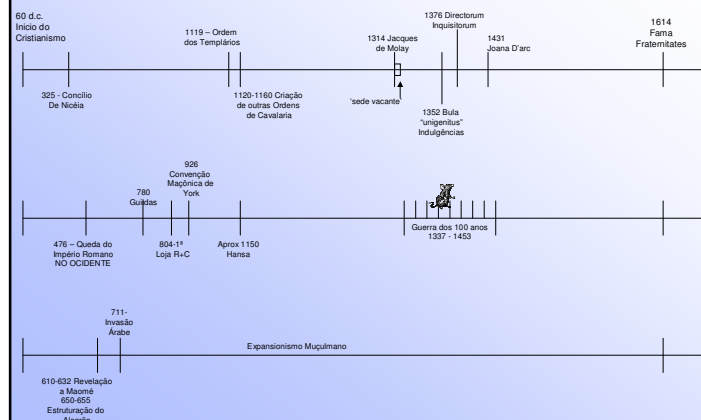 60 d.c.
Inicio do
Cristianismo
1119 – Ordem
dos Templários
1314 Jacques
de Molay
1376 Directorum
Inquisitorum
1431
Joana D'arc
1614
Fama
Fraternitates
325 - Concílio
De Nicéia
1120-1160 Criação
de outras Ordens
de Cavalaria
'sede vacante'
1352 Bula
"unigenitus"
Indulgências
780
Guildas
926
Convenção
Maçônica de
York
476 – Queda do
Império Romano
NO OCIDENTE
804-1ª
Loja R+C
Aprox 1150
Hansa
Guerra dos 100 anos
1337 - 1453
711-
Invasão
Árabe
Expansionismo Muçulmano
610-632 Revelação
a Maomé
650-655
Estruturação do